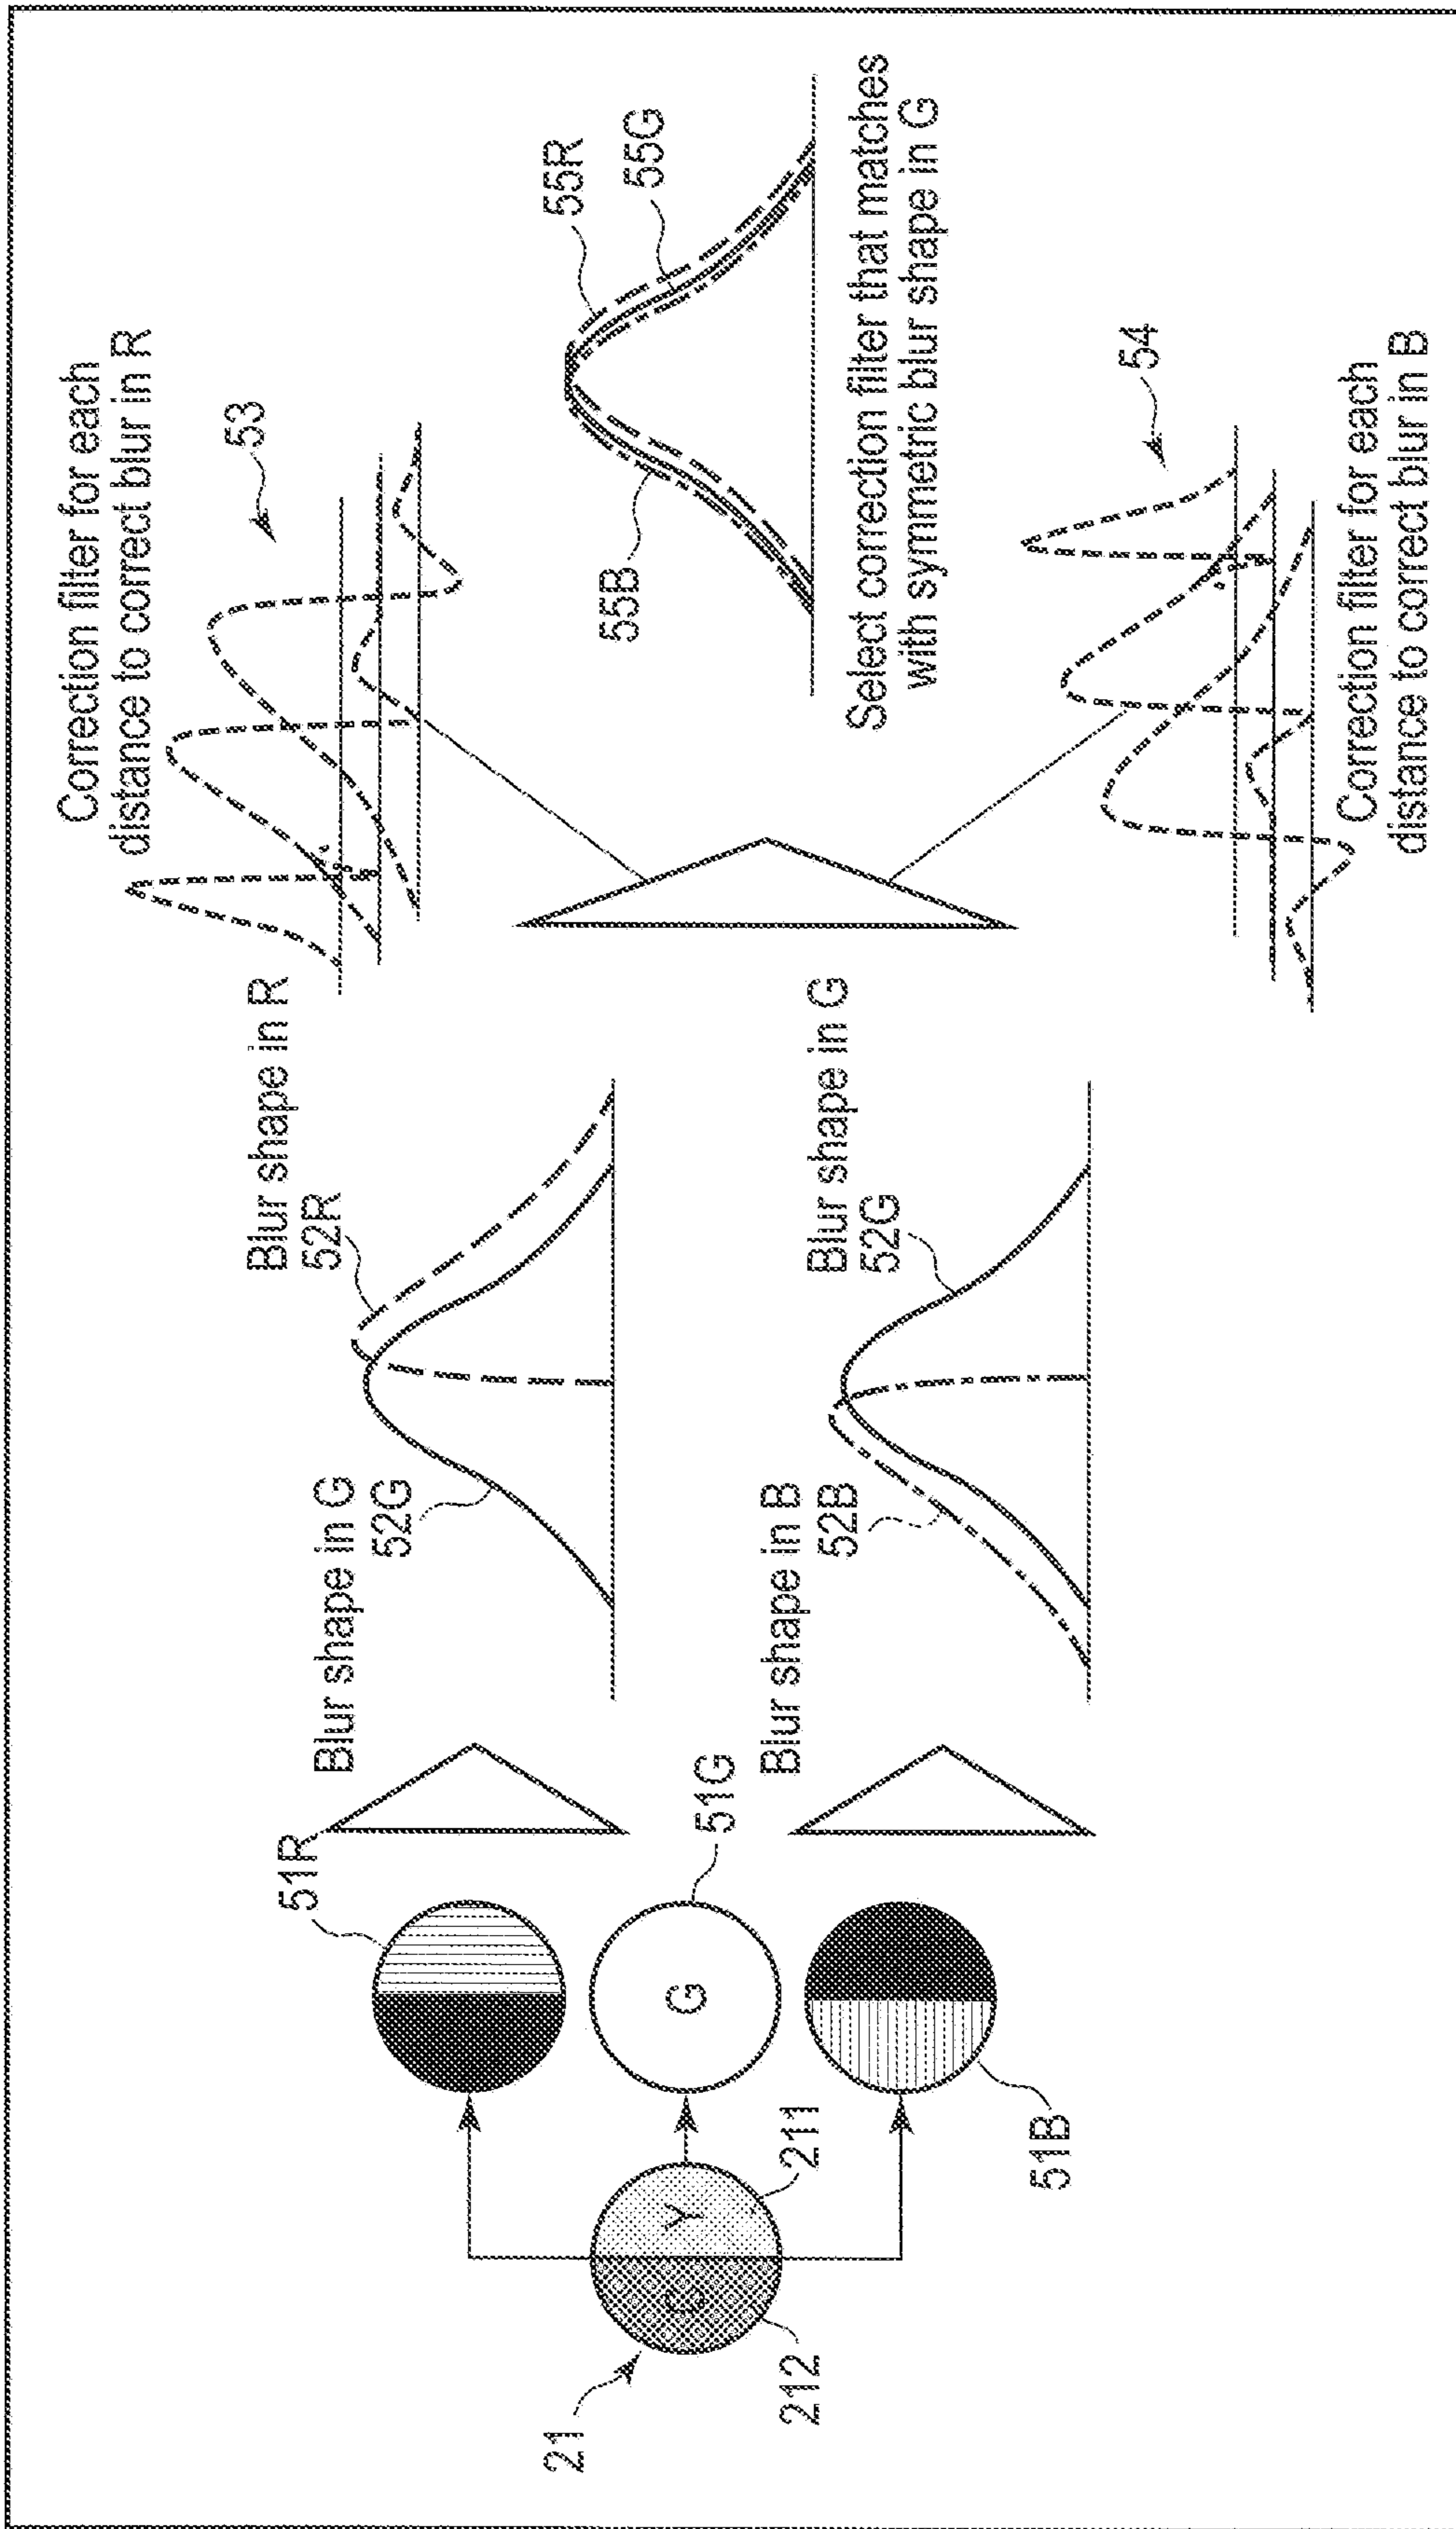 21
212
C
Y
211
51R
G
51G
51B
Blur shape in G
52G
Blur shape in R
52R
Blur shape in B
52B
Blur shape in G
52G
Correction filter for each
distance to correct blur in R
53
55R
55G
55B
Select correction filter that matches
with symmetric blur shape in G
54
Correction filter for each
distance to correct blur in B